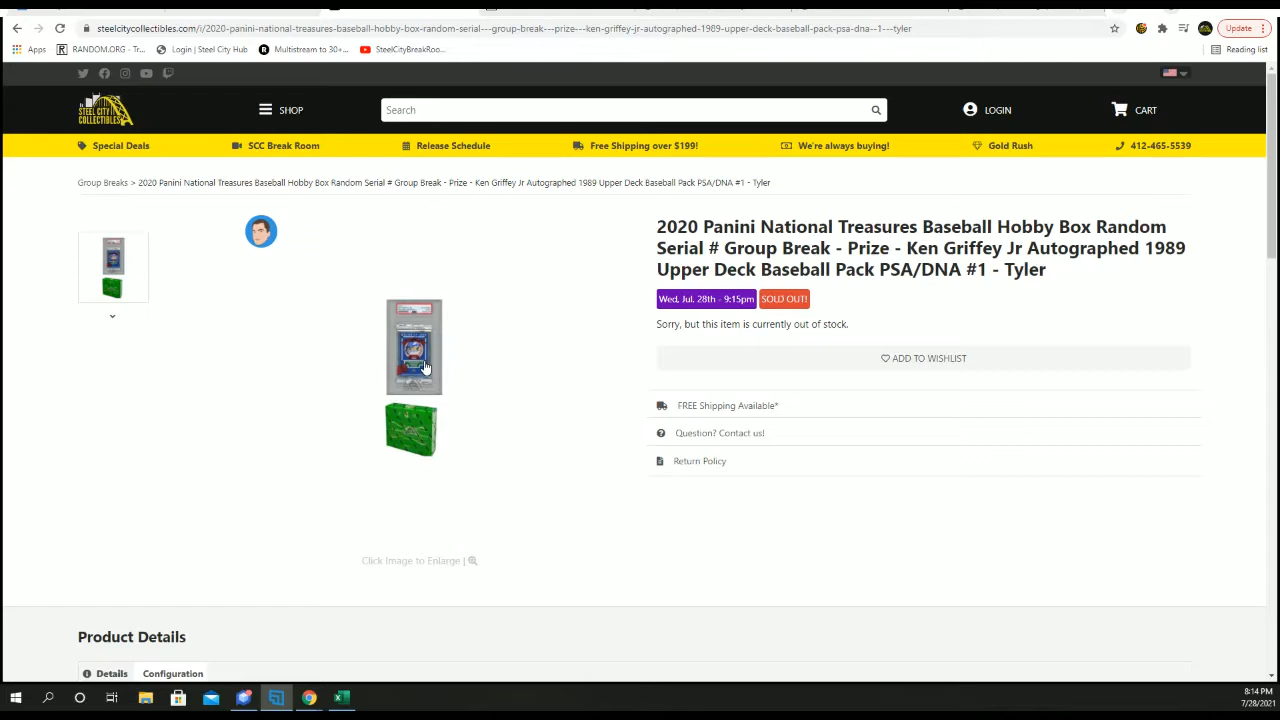 steelcitycollectibles.com/i/2020-panini-national-treasures-baseball-hobby-box-random-serial---group-break---prize---ken-griffey-jr-autographed-1989-upper-deck-baseball-pack-psa-dna--1---tyler
Update
Apps
RANDOM.ORG - Tr...
Login | Steel City Hub
Multistream to 30+...
SteelCityBreakRoo...
Reading list
STEEL CITY
COLLECTIBLES
SHOP
Search
LOGIN
CART
Special Deals
SCC Break Room
Release Schedule
Free Shipping over $199!
We're always buying!
Gold Rush
412-465-5539
Group Breaks > 2020 Panini National Treasures Baseball Hobby Box Random Serial # Group Break - Prize - Ken Griffey Jr Autographed 1989 Upper Deck Baseball Pack PSA/DNA #1 - Tyler
2020 Panini National Treasures Baseball Hobby Box Random
Serial # Group Break - Prize - Ken Griffey Jr Autographed 1989
Upper Deck Baseball Pack PSA/DNA #1 - Tyler
Wed, Jul. 28th - 9:15pm
SOLD OUT!
Sorry, but this item is currently out of stock.
ADD TO WISHLIST
FREE Shipping Available*
Question? Contact us!
Return Policy
Click Image to Enlarge |
Product Details
Details
Configuration
8:14 PM
7/28/2021